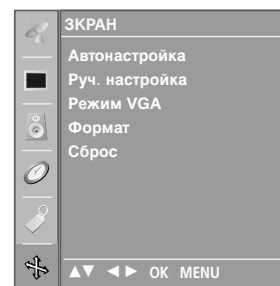 ЭКРАН
Автонастройка
Руч. настройка
Режим VGA
Формат
Сброс
▲▼ ◄► OK MENU